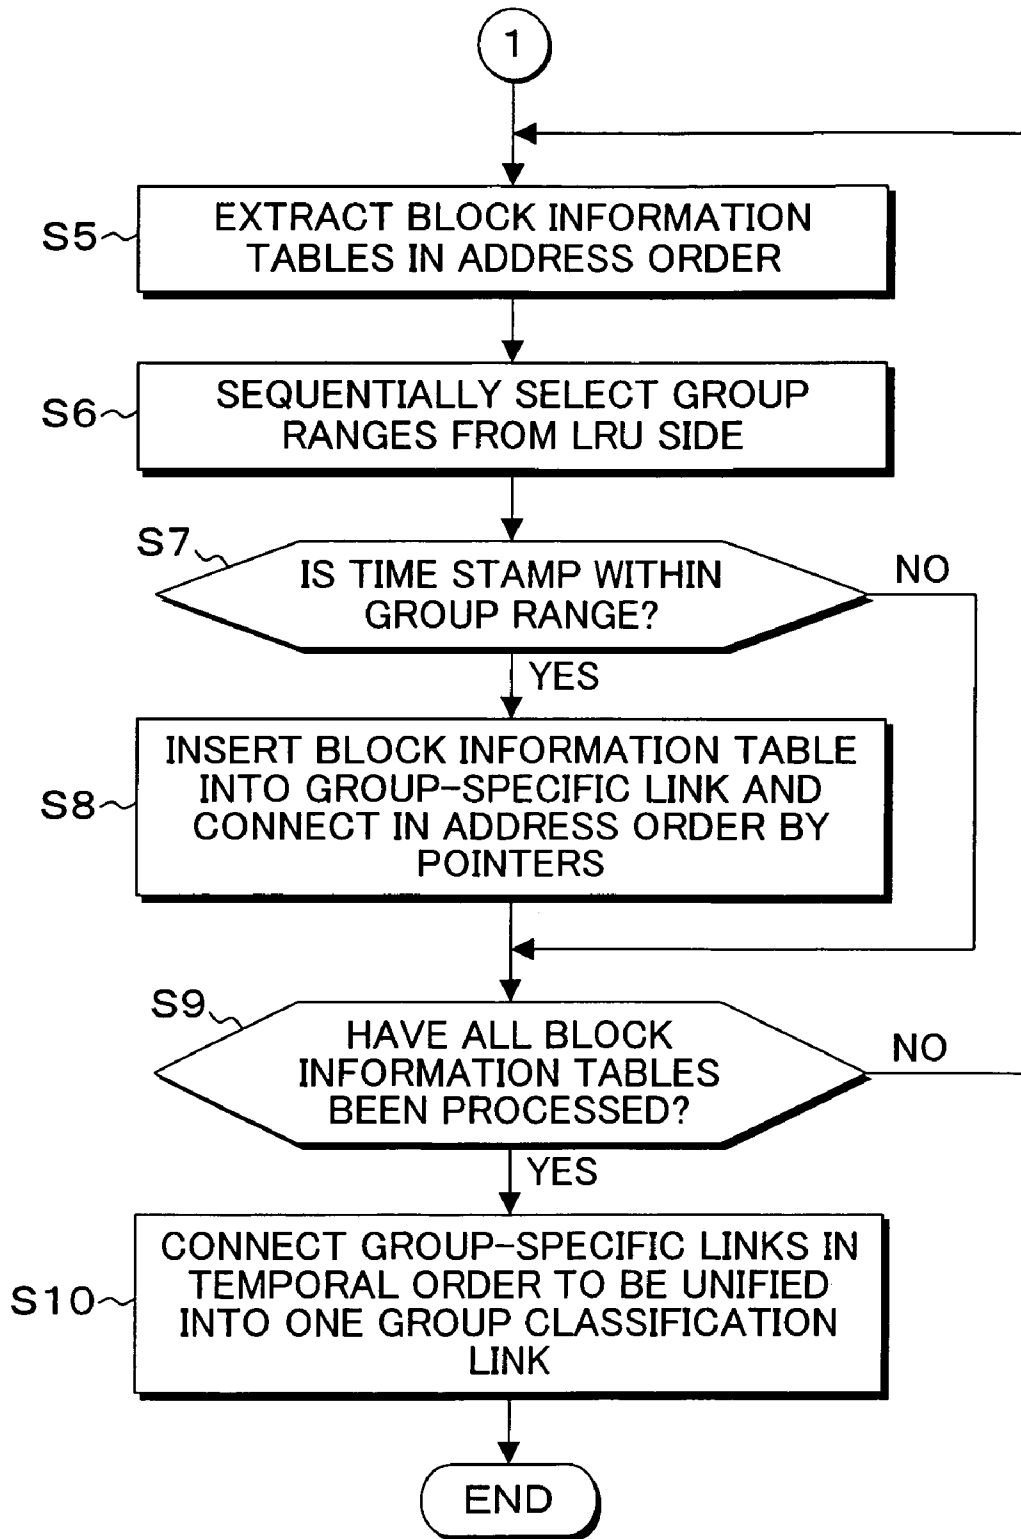 1
S5
EXTRACT BLOCK INFORMATION
TABLES IN ADDRESS ORDER
S6
SEQUENTIALLY SELECT GROUP
RANGES FROM LRU SIDE
S7
IS TIME STAMP WITHIN
GROUP RANGE?
NO
YES
S8
INSERT BLOCK INFORMATION TABLE
INTO GROUP-SPECIFIC LINK AND
CONNECT IN ADDRESS ORDER BY
POINTERS
S9
HAVE ALL BLOCK
INFORMATION TABLES
BEEN PROCESSED?
NO
YES
S10
CONNECT GROUP-SPECIFIC LINKS IN
TEMPORAL ORDER TO BE UNIFIED
INTO ONE GROUP CLASSIFICATION
LINK
END